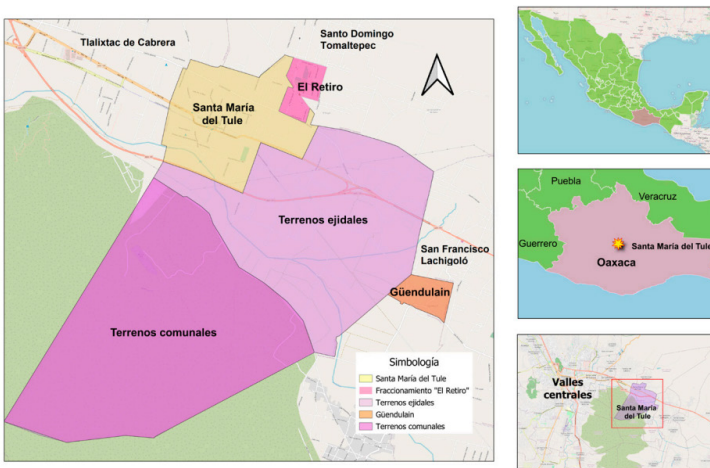 Tlalixtac de Cabrera
Santo Domingo
Tomaltepec
El Retiro
Santa María
del Tule
Terrenos ejidales
San Francisco
Lachigoló
Güendulain
Terrenos comunales
Simbología
Santa María del Tule
Fraccionamiento "El Retiro"
Terrenos ejidales
Güendulain
Terrenos comunales
Puebla
Veracruz
Guerrero
Santa María del Tule
Oaxaca
Valles
centrales
Santa María
del Tule